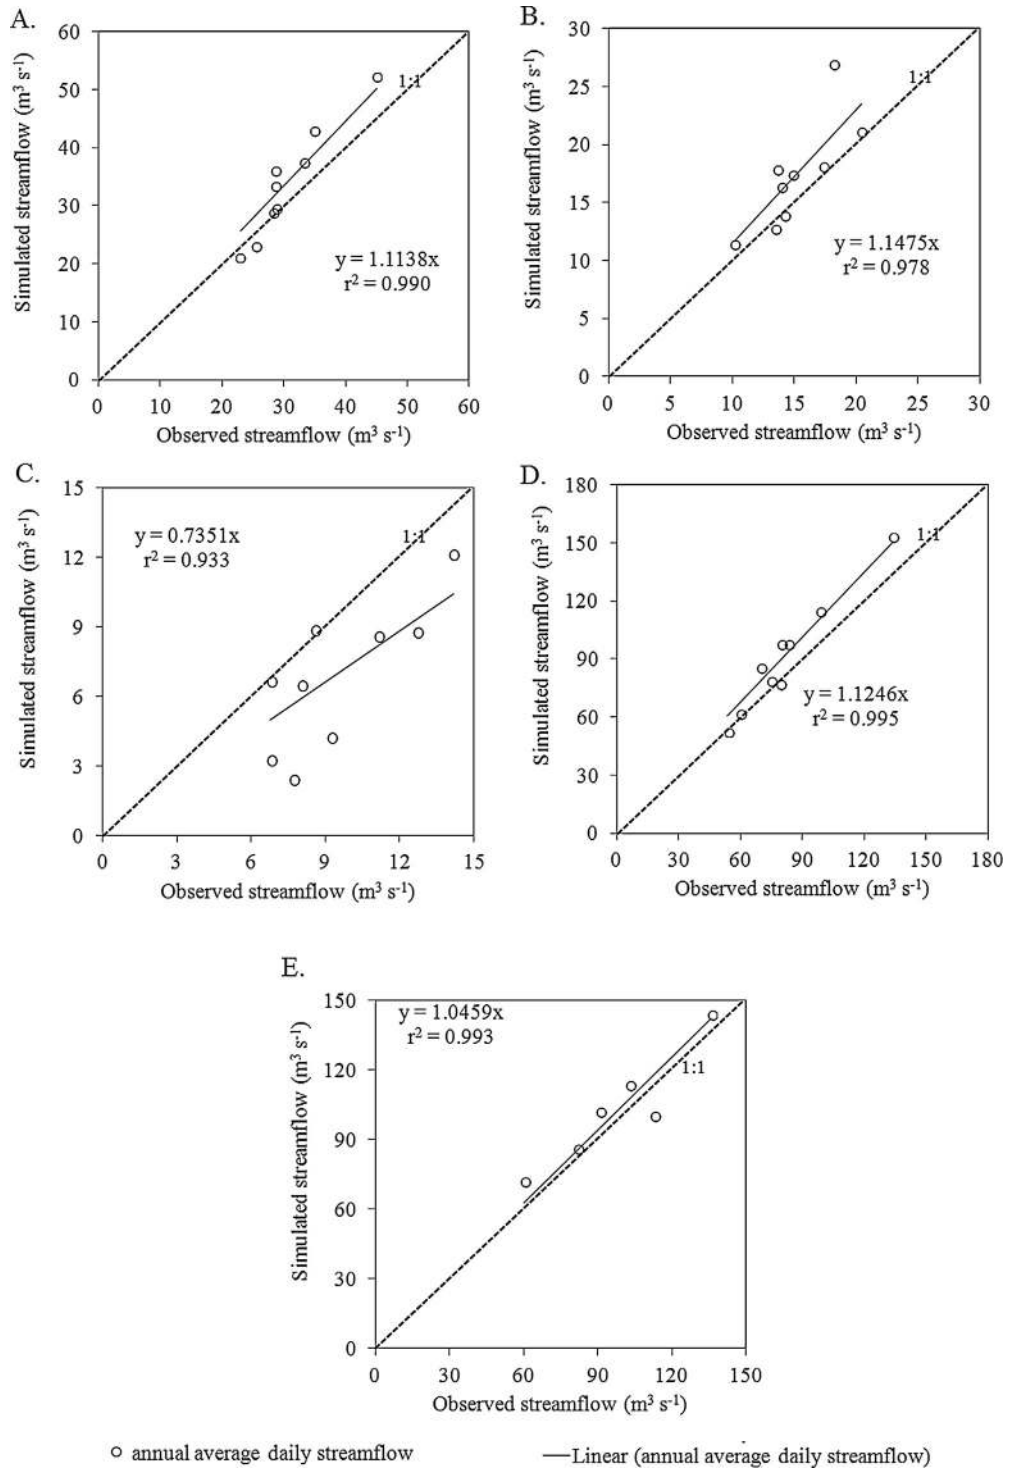 A.
60
50
40
30
20
10
0
Simulated streamflow (m³ s⁻¹)
1:1
y = 1.1138x
r² = 0.990
0 10 20 30 40 50 60
Observed streamflow (m³ s⁻¹)
B.
30
25
20
15
10
5
0
Simulated streamflow (m³ s⁻¹)
1:1
y = 1.1475x
r² = 0.978
0 5 10 15 20 25 30
Observed streamflow (m³ s⁻¹)
C.
15
12
9
6
3
0
Simulated streamflow (m³ s⁻¹)
y = 0.7351x
r² = 0.933
1:1
0 3 6 9 12 15
Observed streamflow (m³ s⁻¹)
D.
180
150
120
90
60
30
0
Simulated streamflow (m³ s⁻¹)
1:1
y = 1.1246x
r² = 0.995
0 30 60 90 120 150 180
Observed streamflow (m³ s⁻¹)
E.
150
120
90
60
30
0
Simulated streamflow (m³ s⁻¹)
y = 1.0459x
r² = 0.993
1:1
0 30 60 90 120 150
Observed streamflow (m³ s⁻¹)
annual average daily streamflow
Linear (annual average daily streamflow)